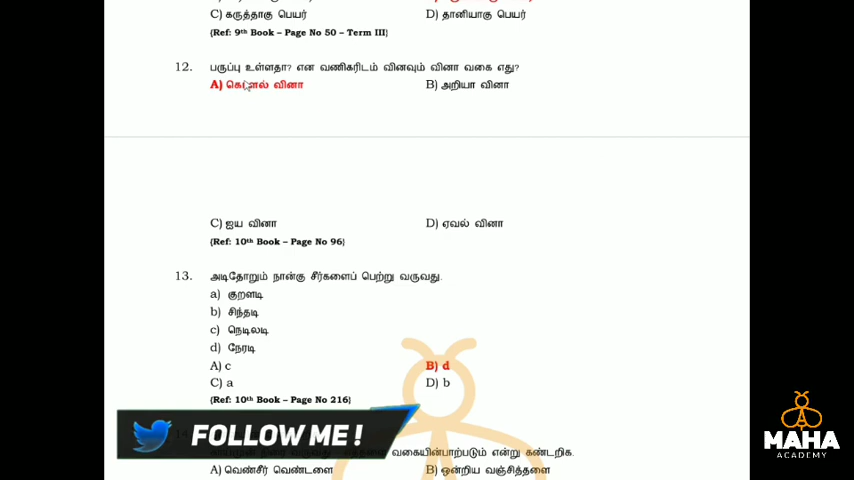 C) கருத்தாகு பெயர் D) தானியாகு பெயர்
(Ref: 9th Book – Page No 50 – Term III)
12. பருப்பு உள்ளதா? என வணிகரிடம் வினவும் வினா வகை எது?
A) கொளல் வினா B) அறியா வினா
C) ஐய வினா D) ஏவல் வினா
(Ref: 10th Book – Page No 96)
13. அடிதோறும் நான்கு சீர்களைப் பெற்று வருவது.
a) குறளடி
b) சிந்தடி
c) நெடிலடி
d) நேரடி
A) c B) d
C) a D) b
(Ref: 10th Book – Page No 216)
FOLLOW ME !
வகையின்பாற்படும் என்று கண்டறிக.
A) வெண்சீர் வெண்டளை B) ஒன்றிய வஞ்சித்தளை
MAHA
ACADEMY